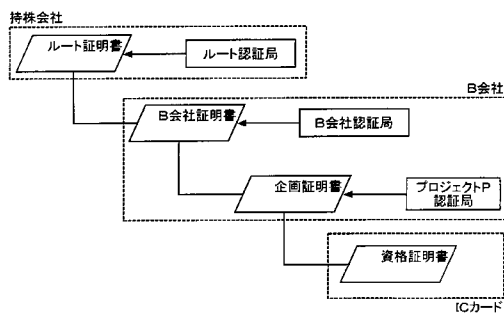 持株会社
ルート証明書
ルート認証局
B会社
B会社証明書
B会社認証局
企画証明書
プロジェクトP
認証局
資格証明書
ICカード